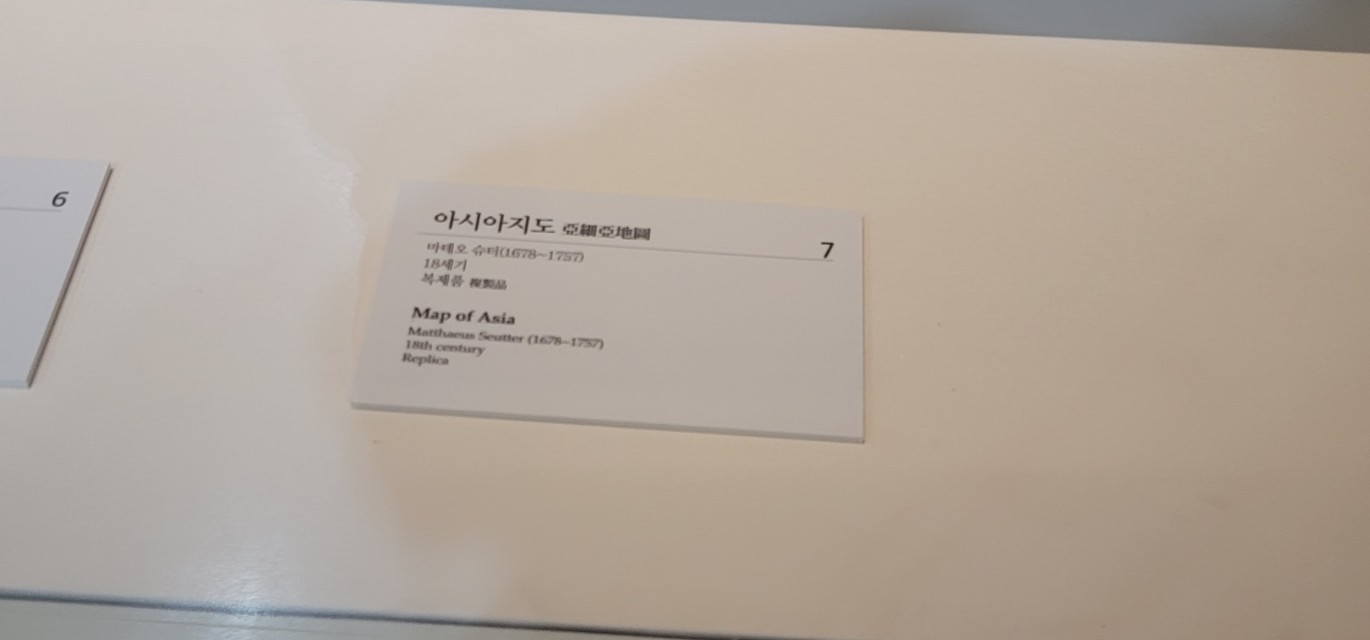 6
아시아지도 亞細亞地圖
7
마태오 슈터(1678~1757)
18세기
복제품 複製品
Map of Asia
Matthaeus Seutter (1678~1757)
18th century
Replica